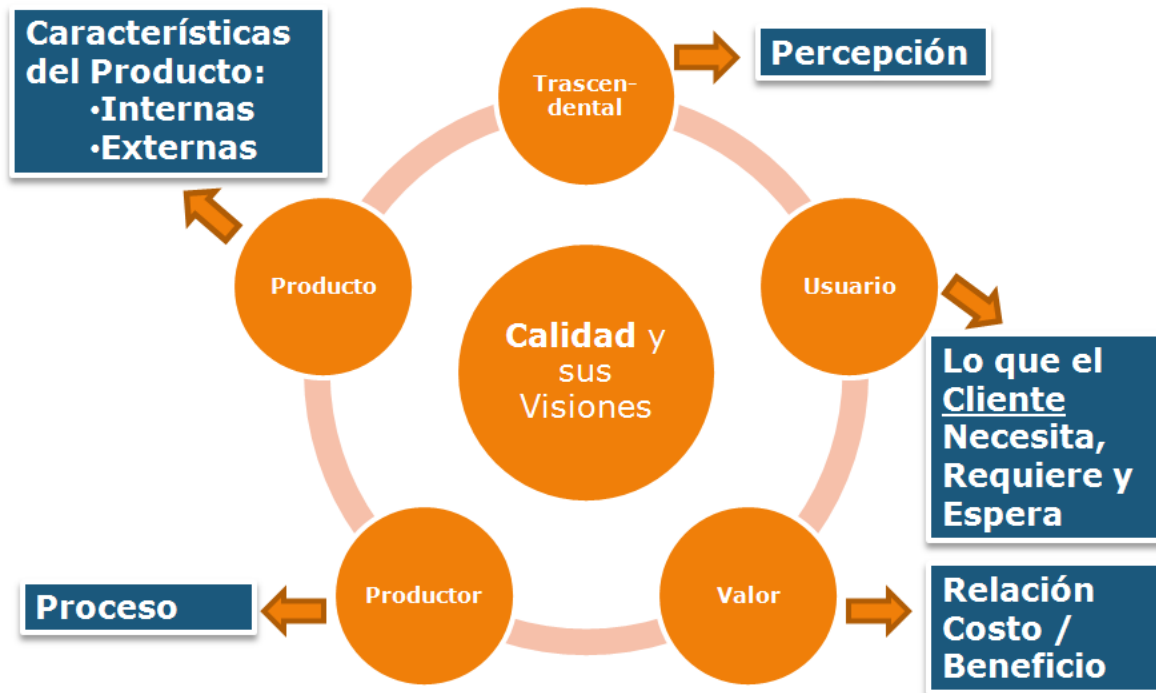 Características
del Producto:
•Internas
•Externas
Trascen-
dental
Percepción
Producto
Usuario
Calidad y
sus
Visiones
Lo que el
Cliente
Necesita,
Requiere y
Espera
Productor
Proceso
Valor
Relación
Costo /
Beneficio